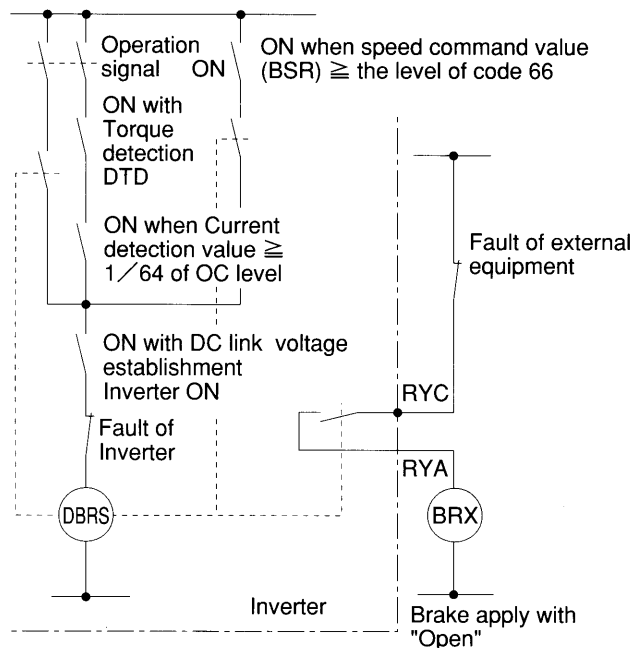 Operation
signal ON
ON when speed command value
(BSR) ≧ the level of code 66
ON with
Torque
detection
DTD
ON when Current
detection value ≧
1/64 of OC level
Fault of external
equipment
ON with DC link voltage
establishment
Inverter ON
RYC
Fault of
Inverter
RYA
DBRS
BRX
Inverter
Brake apply with
"Open"